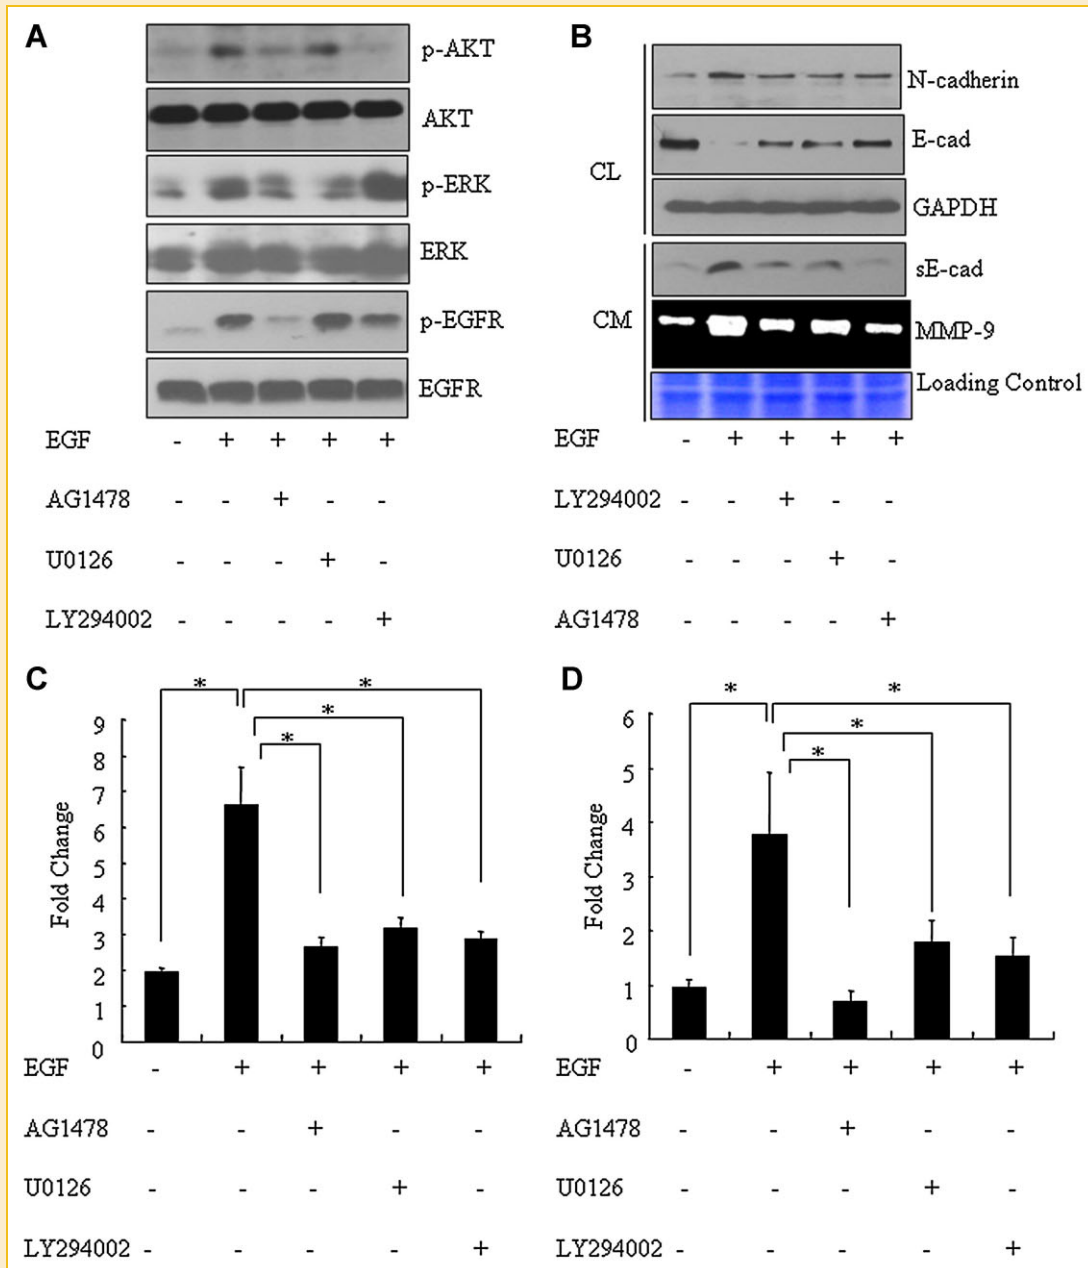 A
p-AKT
AKT
p-ERK
ERK
p-EGFR
EGFR
EGF - + + + +
AG1478 - - + - -
U0126 - - - + -
LY294002 - - - - +
B
N-cadherin
E-cad
CL
GAPDH
sE-cad
CM
MMP-9
Loading Control
EGF - + + + +
LY294002 - - + - -
U0126 - - - + -
AG1478 - - - - +
C
* *
*
*
9
8
7
6
5
4
3
2
1
0
Fold Change
EGF - + + + +
AG1478 - - + - -
U0126 - - - + -
LY294002 - - - - +
D
* *
*
*
6
5
4
3
2
1
0
Fold Change
EGF - + + + +
AG1478 - - + - -
U0126 - - - + -
LY294002 - - - - +